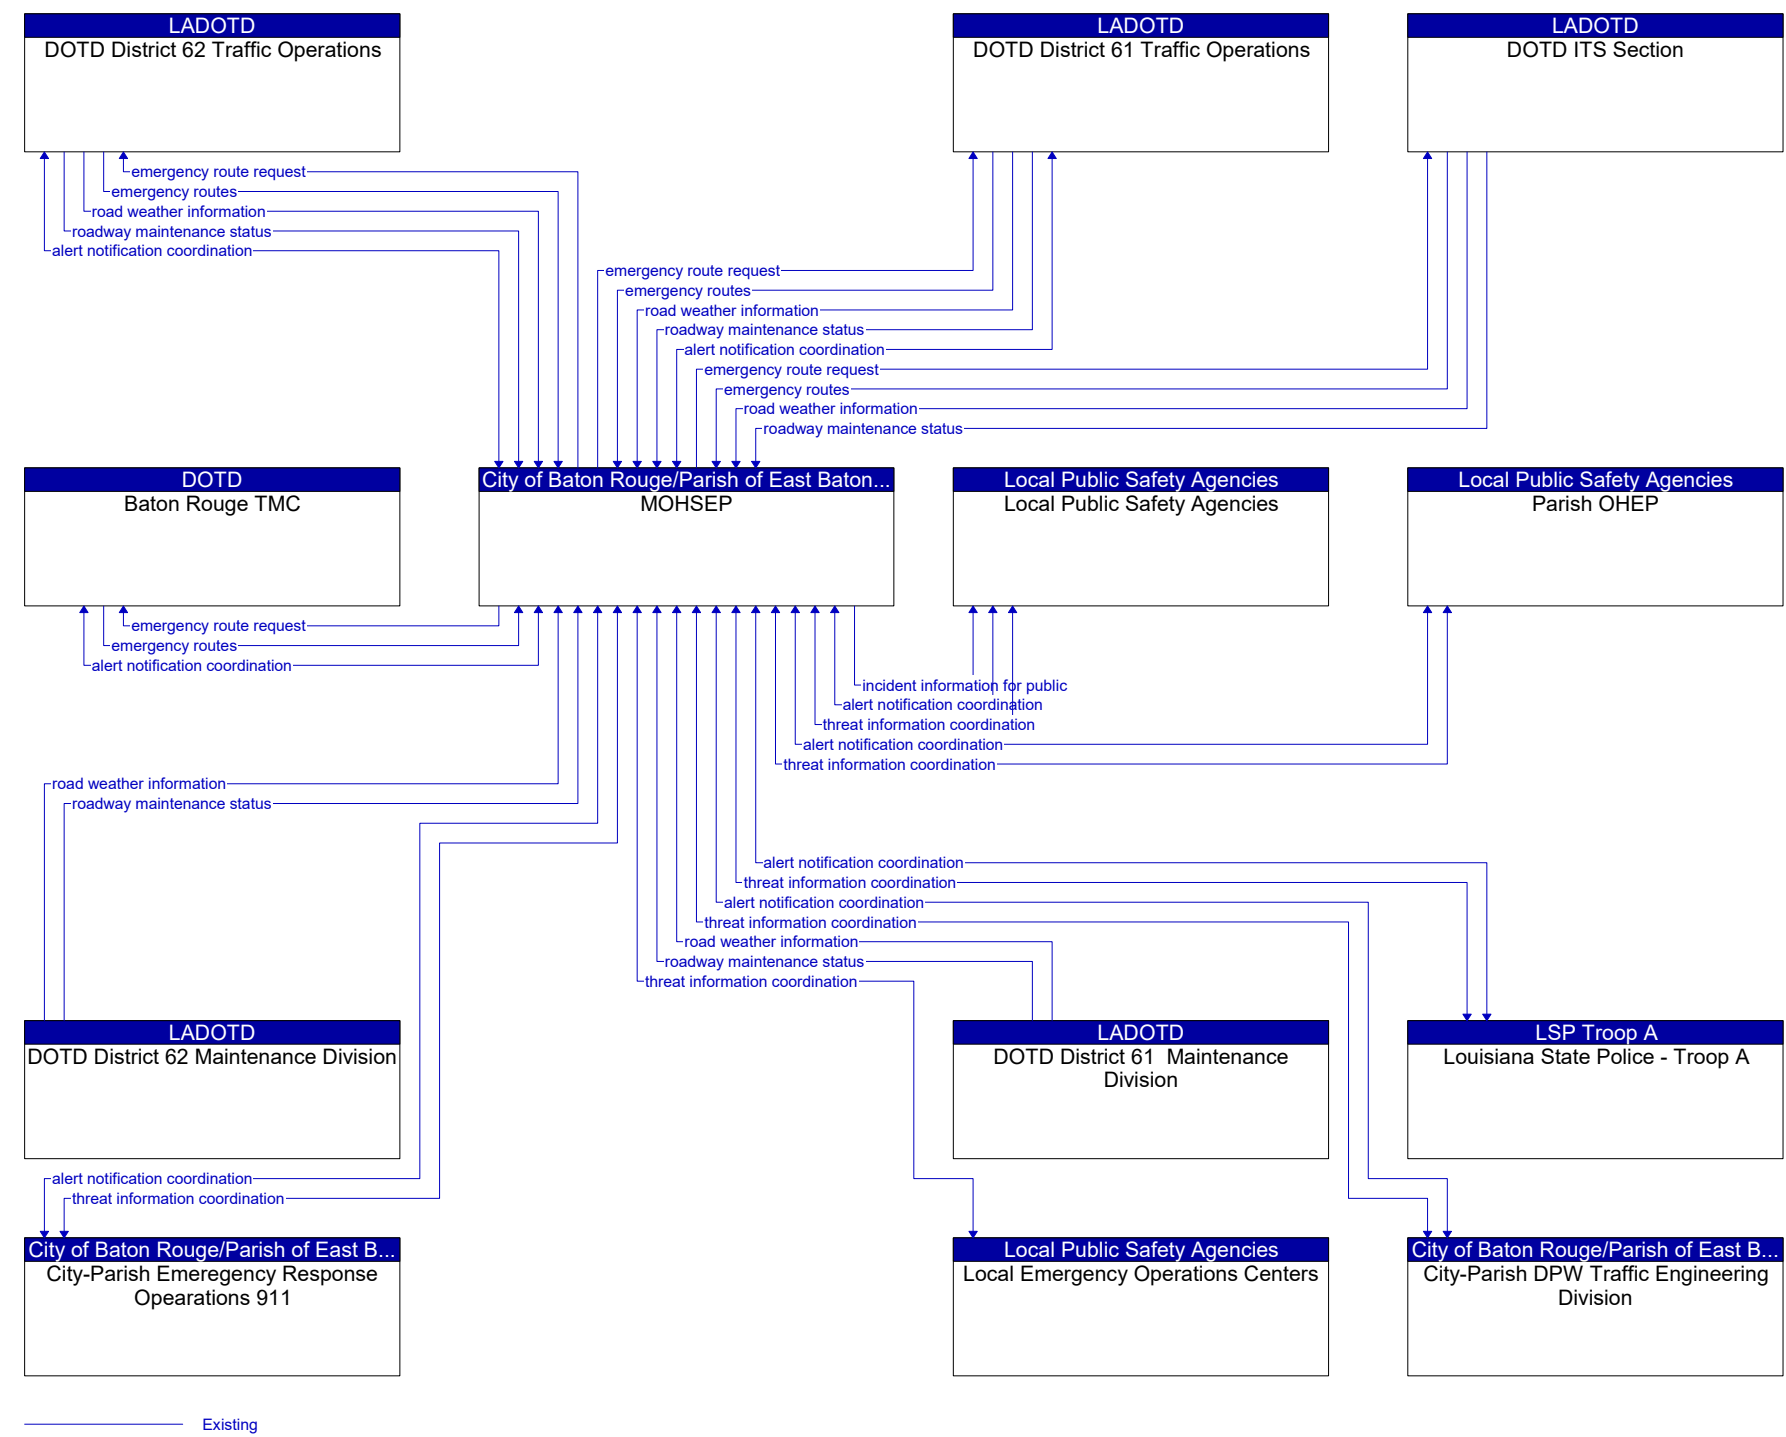 LADOTD
DOTD District 62 Traffic Operations
LADOTD
DOTD District 61 Traffic Operations
LADOTD
DOTD ITS Section
emergency route request
emergency routes
road weather information
roadway maintenance status
alert notification coordination
emergency route request
emergency routes
road weather information
roadway maintenance status
alert notification coordination
emergency route request
emergency routes
road weather information
roadway maintenance status
DOTD
Baton Rouge TMC
City of Baton Rouge/Parish of East Baton...
MOHSEP
Local Public Safety Agencies
Local Public Safety Agencies
Local Public Safety Agencies
Parish OHEP
emergency route request
emergency routes
alert notification coordination
incident information for public
alert notification coordination
threat information coordination
alert notification coordination
threat information coordination
road weather information
roadway maintenance status
alert notification coordination
threat information coordination
alert notification coordination
threat information coordination
road weather information
roadway maintenance status
threat information coordination
LADOTD
DOTD District 62 Maintenance Division
LADOTD
DOTD District 61  Maintenance
Division
LSP Troop A
Louisiana State Police - Troop A
alert notification coordination
threat information coordination
City of Baton Rouge/Parish of East B...
City-Parish Emeregency Response
Opearations 911
Local Public Safety Agencies
Local Emergency Operations Centers
City of Baton Rouge/Parish of East B...
City-Parish DPW Traffic Engineering
Division
Existing